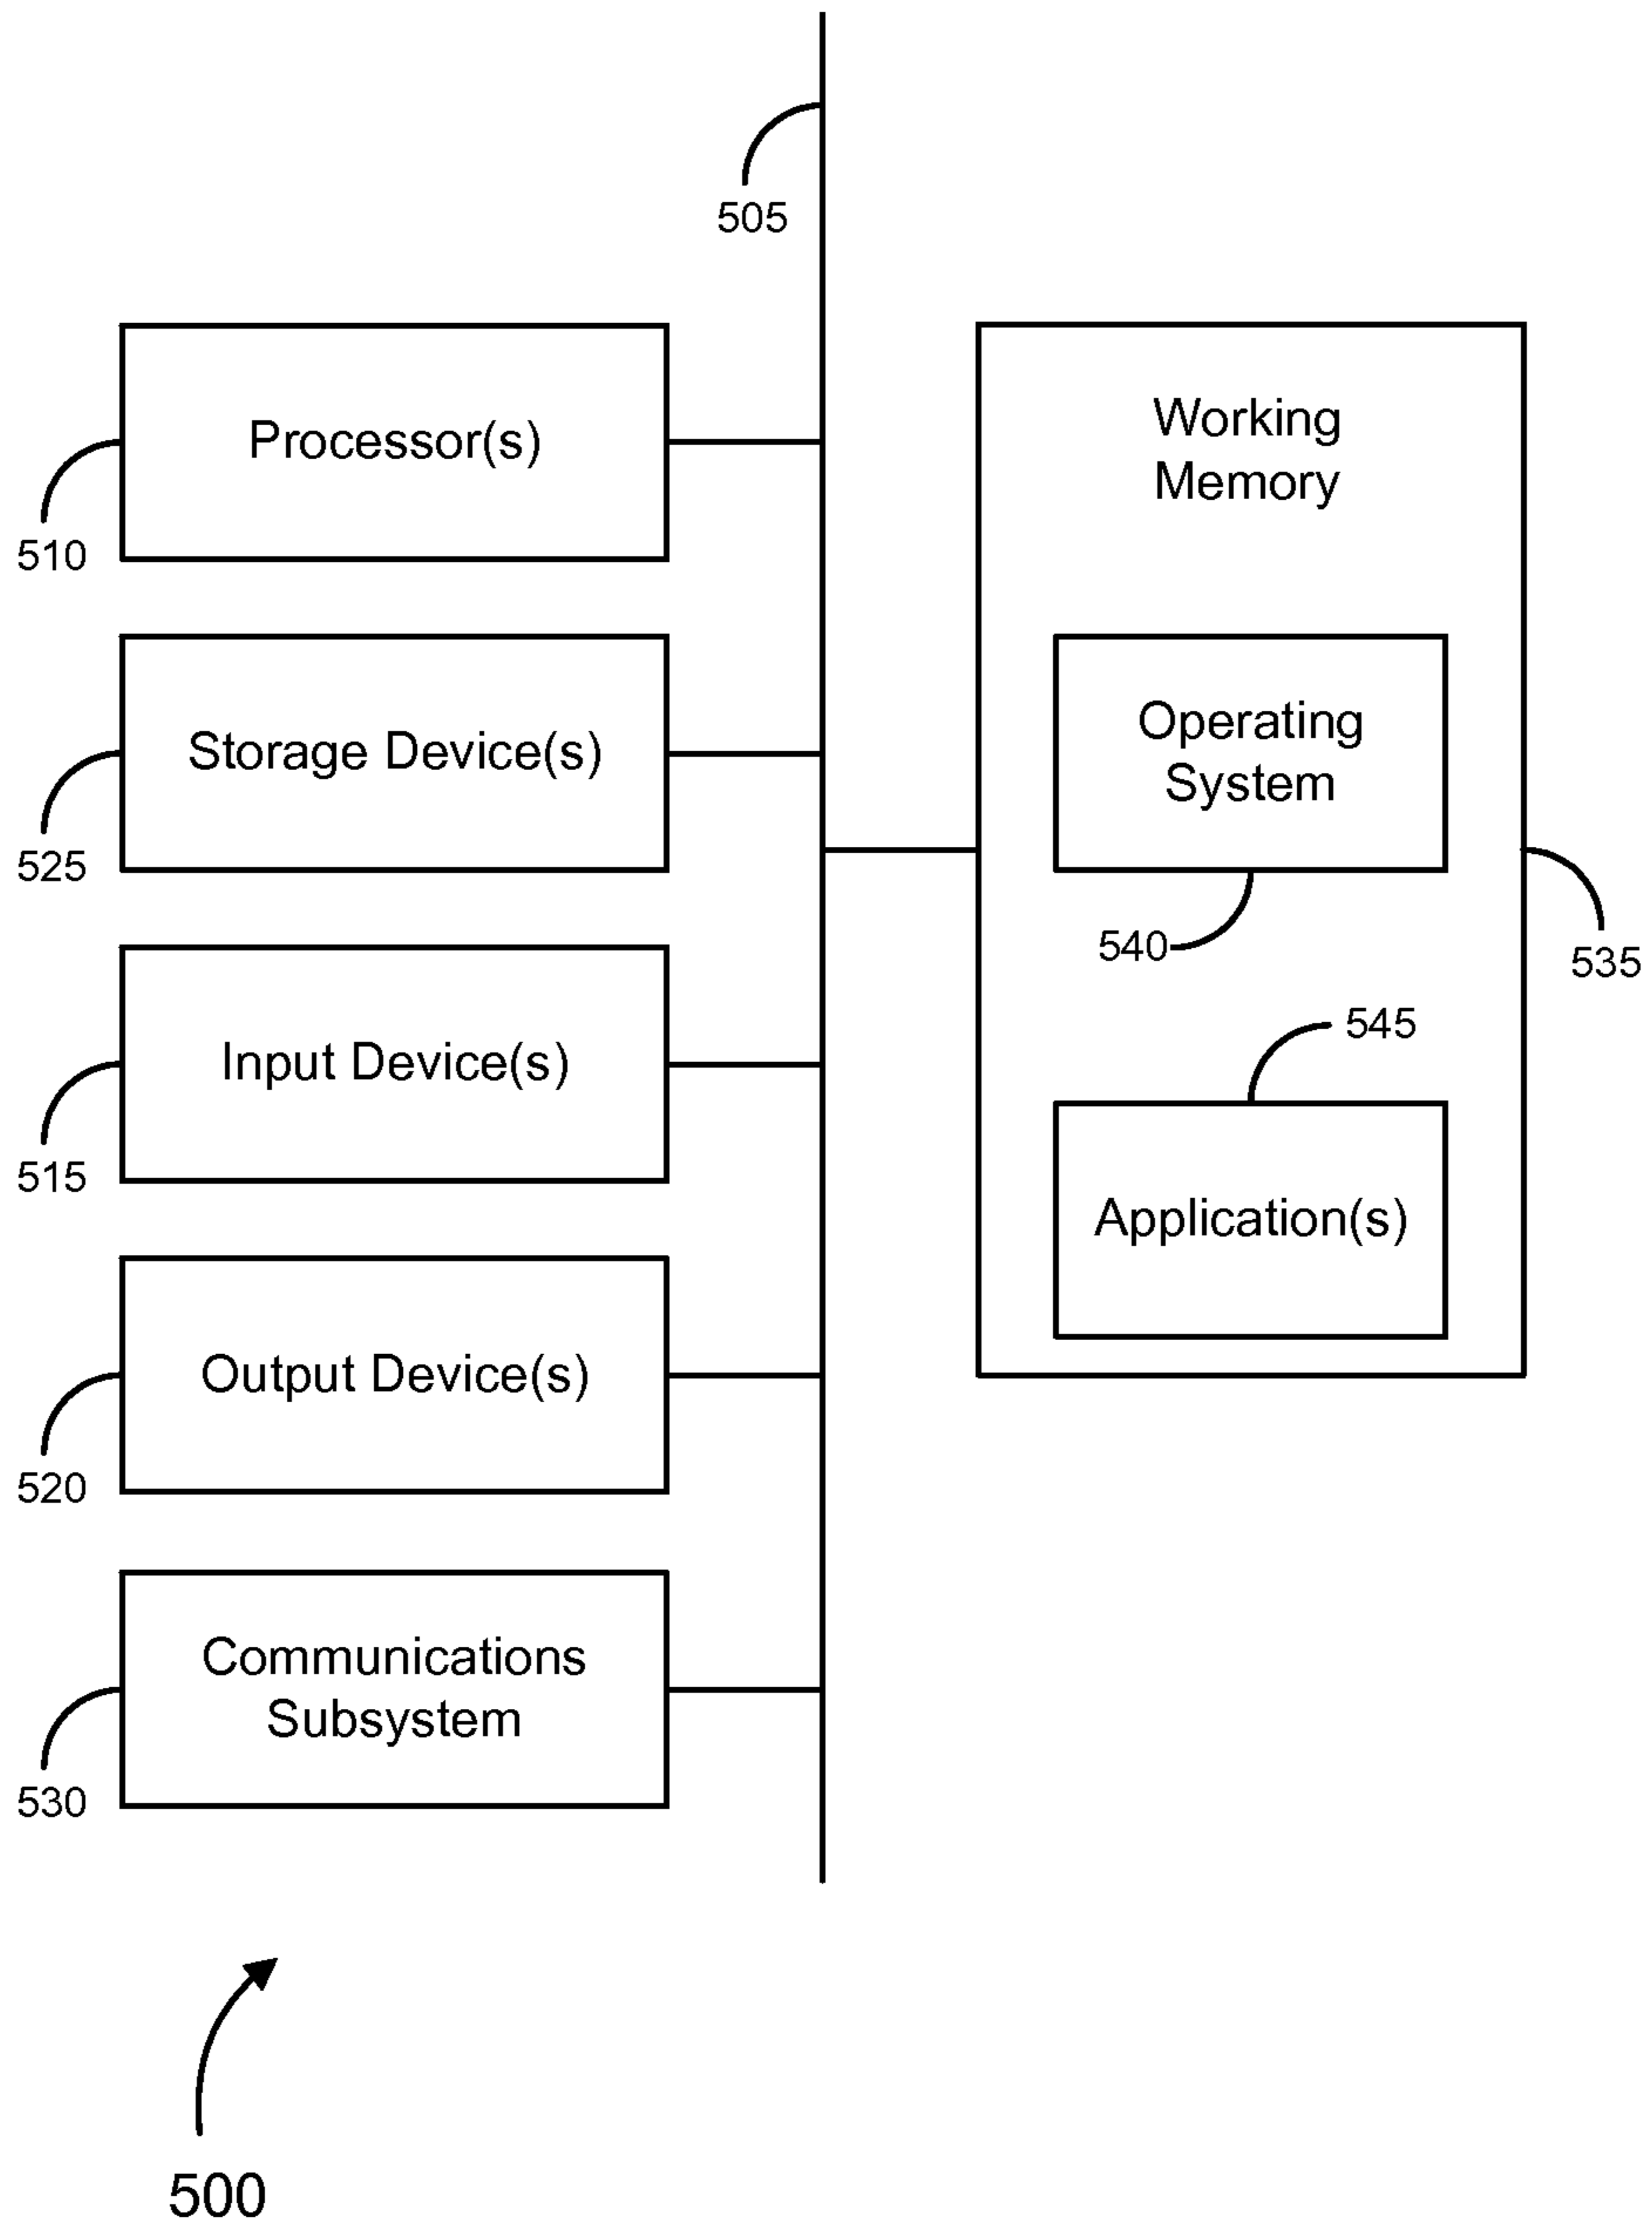 505
Processor(s)
510
Storage Device(s)
525
Input Device(s)
515
Output Device(s)
520
Communications
Subsystem
530
Working
Memory
Operating
System
540
535
545
Application(s)
500